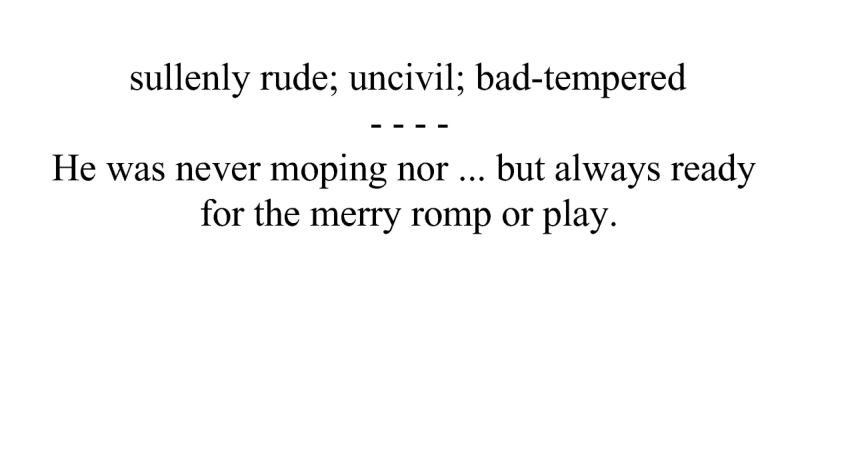 sullenly rude; uncivil; bad-tempered
- - - -
He was never moping nor ... but always ready
for the merry romp or play.